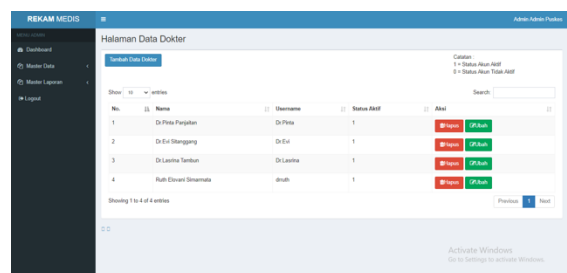 REKAM MEDIS
Admin Admin Puskes
MENU ADMIN
Dashboard
Master Data
Master Laporan
Logout
Halaman Data Dokter
Tambah Data Dokter
Catatan :
1 = Status Akun Aktif
0 = Status Akun Tidak Aktif
Show 10 entries
Search:
No. Nama Username Status Aktif Aksi
1 Dr.Pinta Panjaitan Dr.Pinta 1 Hapus Ubah
2 Dr.Evi Sitanggang Dr.Evi 1 Hapus Ubah
3 Dr.Lavrina Tambun Dr.Lavrina 1 Hapus Ubah
4 Ruth Elovani Simarmata drruth 1 Hapus Ubah
Showing 1 to 4 of 4 entries
Previous 1 Next
Activate Windows
Go to Settings to activate Windows.